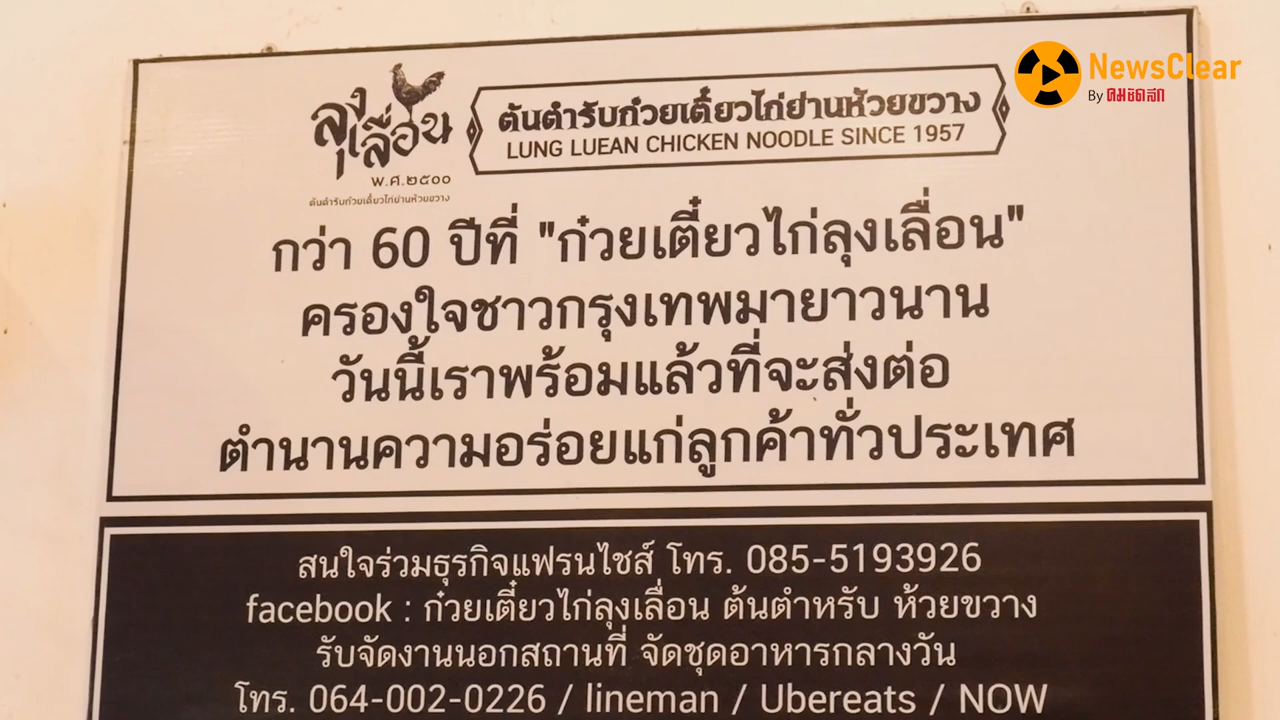 NewsClear
By คมชัดลึก
ลุงเลื่อน
พ.ศ.๒๕๐๐
ต้นตำรับก๋วยเตี๋ยวไก่ย่านห้วยขวาง
ต้นตำรับก๋วยเตี๋ยวไก่ย่านห้วยขวาง
LUNG LUEAN CHICKEN NOODLE SINCE 1957
กว่า 60 ปีที่ "ก๋วยเตี๋ยวไก่ลุงเลื่อน"
ครองใจชาวกรุงเทพมายาวนาน
วันนี้เราพร้อมแล้วที่จะส่งต่อ
ตำนานความอร่อยแก่ลูกค้าทั่วประเทศ
สนใจร่วมธุรกิจแฟรนไชส์ โทร. 085-5193926
facebook : ก๋วยเตี๋ยวไก่ลุงเลื่อน ต้นตำหรับ ห้วยขวาง
รับจัดงานนอกสถานที่ จัดชุดอาหารกลางวัน
โทร. 064-002-0226 / lineman / Ubereats / NOW